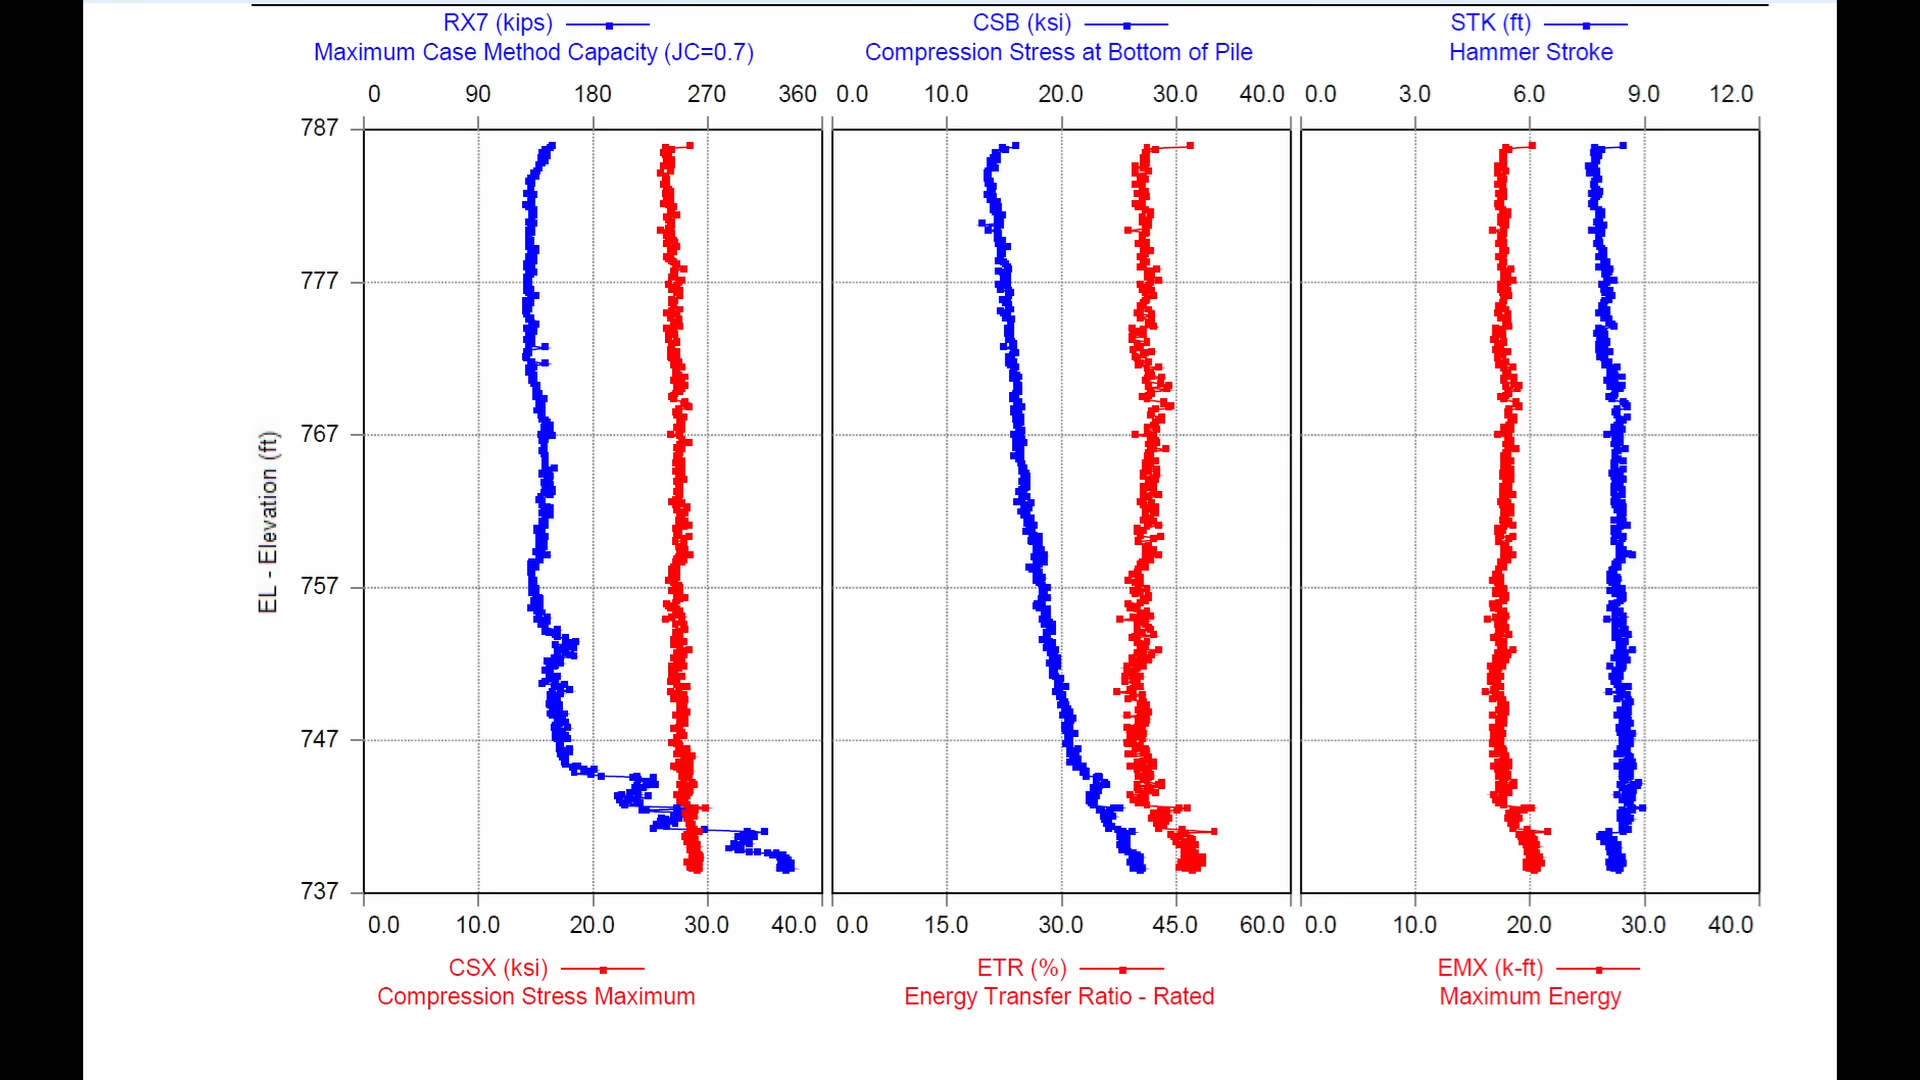 RX7 (kips)
Maximum Case Method Capacity (JC=0.7)
CSB (ksi)
Compression Stress at Bottom of Pile
STK (ft)
Hammer Stroke
0 90 180 270 360
0.0 10.0 20.0 30.0 40.0
0.0 3.0 6.0 9.0 12.0
787
777
767
757
747
737
EL - Elevation (ft)
0.0 10.0 20.0 30.0 40.0
0.0 15.0 30.0 45.0 60.0
0.0 10.0 20.0 30.0 40.0
CSX (ksi)
Compression Stress Maximum
ETR (%)
Energy Transfer Ratio - Rated
EMX (k-ft)
Maximum Energy